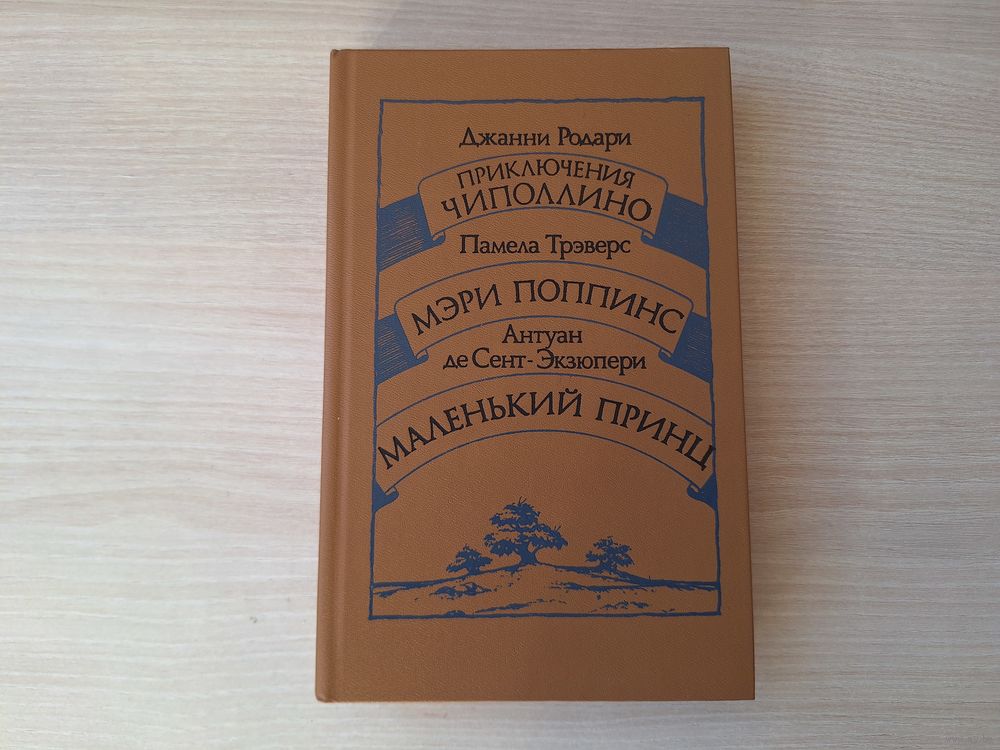 Джанни Родари
ПРИКЛЮЧЕНИЯ
ЧИПОЛЛИНО
Памела Трэверс
МЭРИ ПОППИНС
Антуан
де Сент-Экзюпери
МАЛЕНЬКИЙ ПРИНЦ